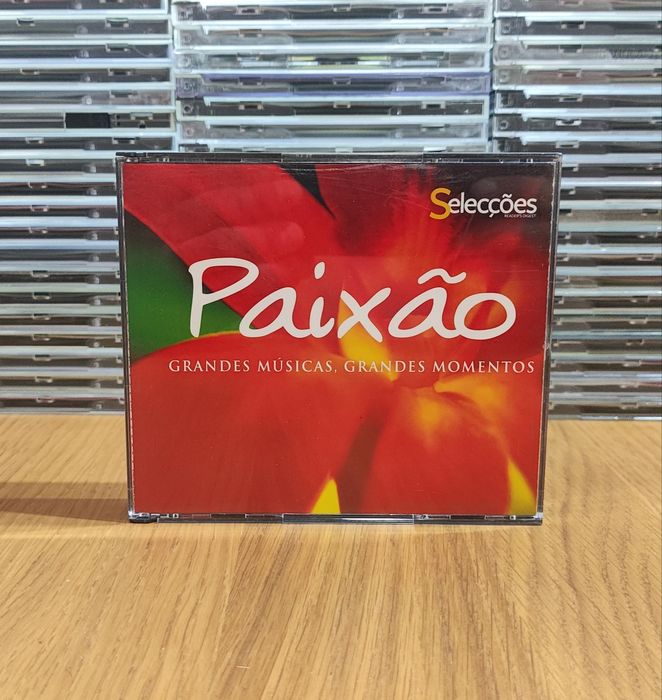 Selecções
READER'S DIGEST
Paixão
GRANDES MÚSICAS, GRANDES MOMENTOS